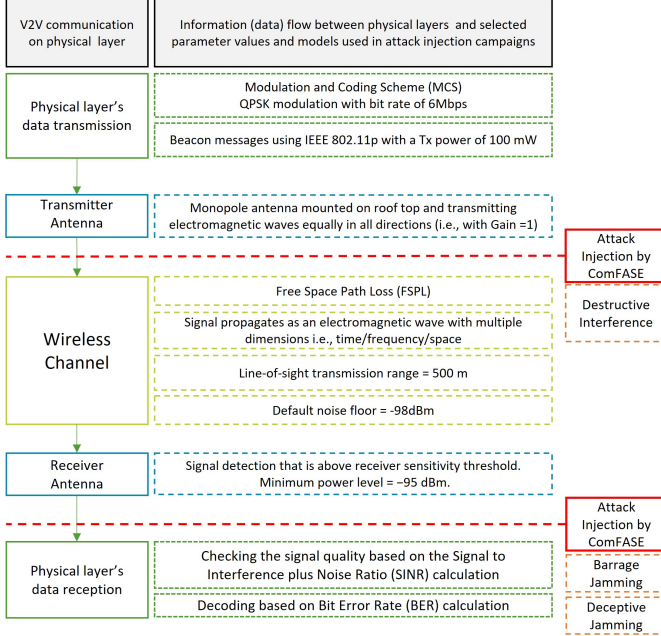 V2V communication
on physical layer
Information (data) flow between physical layers and selected
parameter values and models used in attack injection campaigns
Physical layer's
data transmission
Modulation and Coding Scheme (MCS)
QPSK modulation with bit rate of 6Mbps
Beacon messages using IEEE 802.11p with a Tx power of 100 mW
Transmitter
Antenna
Monopole antenna mounted on roof top and transmitting
electromagnetic waves equally in all directions (i.e., with Gain =1)
Attack
Injection by
ComFASE
Destructive
Interference
Wireless
Channel
Free Space Path Loss (FSPL)
Signal propagates as an electromagnetic wave with multiple
dimensions i.e., time/frequency/space
Line-of-sight transmission range = 500 m
Default noise floor = -98dBm
Receiver
Antenna
Signal detection that is above receiver sensitivity threshold.
Minimum power level = −95 dBm.
Attack
Injection by
ComFASE
Barrage
Jamming
Deceptive
Jamming
Physical layer's
data reception
Checking the signal quality based on the Signal to
Interference plus Noise Ratio (SINR) calculation
Decoding based on Bit Error Rate (BER) calculation